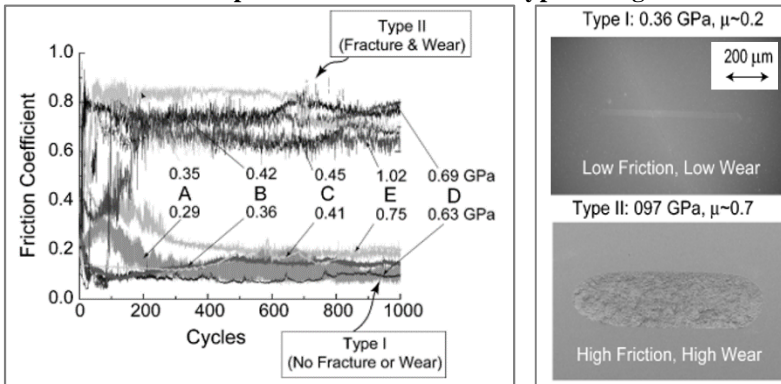 Type II
(Fracture & Wear)
Friction Coefficient
1.0
0.8
0.6
0.4
0.2
0.0
0.35 0.42 0.45 1.02 0.69 GPa
A B C E D
0.29 0.36 0.41 0.75 0.63 GPa
0 200 400 600 800 1000
Cycles
Type I
(No Fracture or Wear)
Type I: 0.36 GPa, μ~0.2
200 μm
Low Friction, Low Wear
Type II: 097 GPa, μ~0.7
High Friction, High Wear